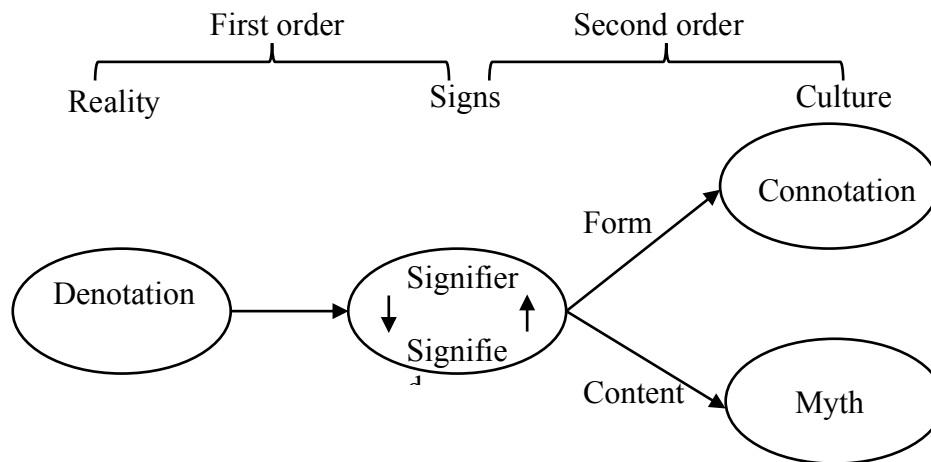 First order
Second order
Reality
Signs
Culture
Connotation
Form
Denotation
Signifier
Signifie
d
Content
Myth